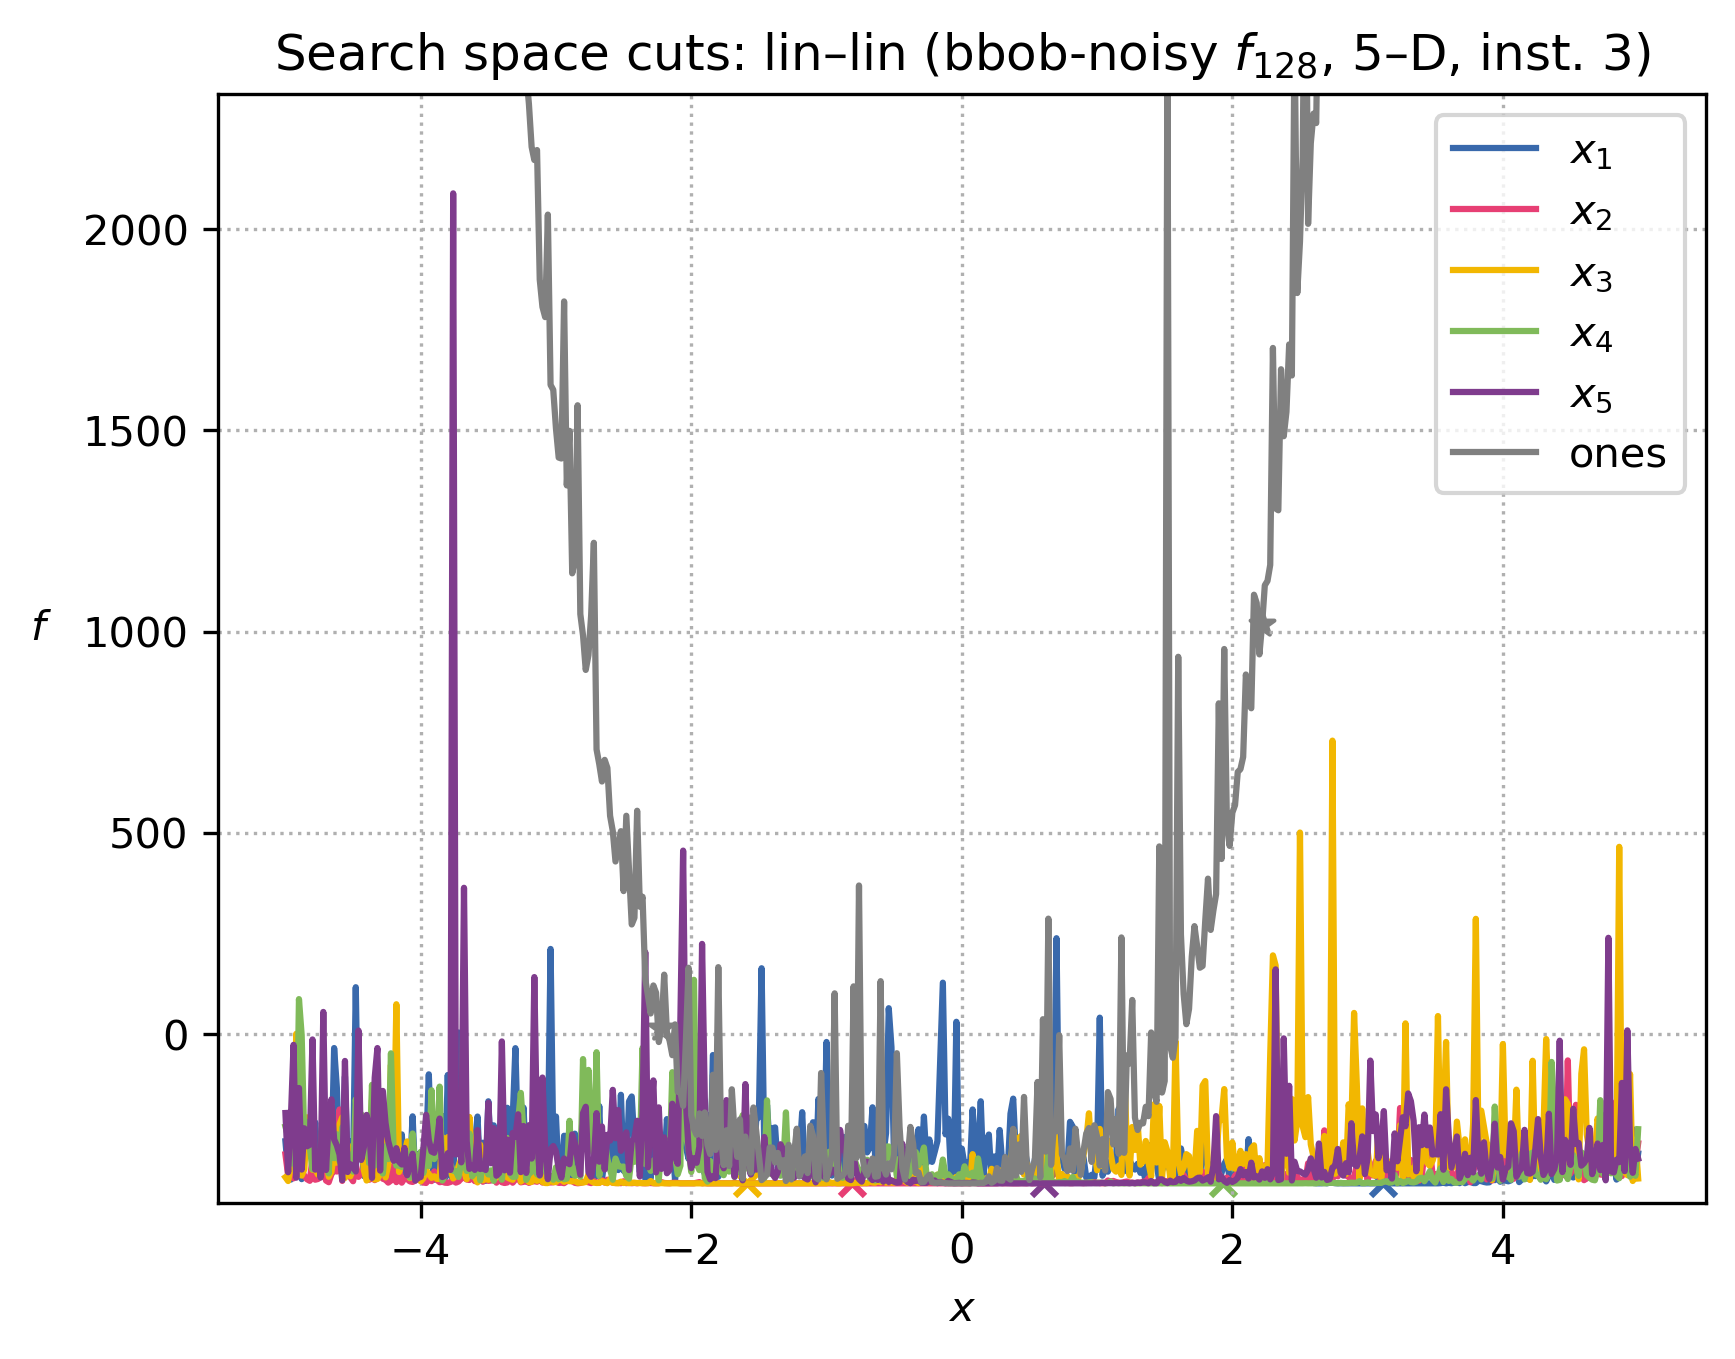 Search space cuts: lin–lin (bbob-noisy f₁₂₈, 5–D, inst. 3)
x₁
x₂
x₃
x₄
x₅
ones
2000
1500
1000
500
0
f
−4
−2
0
2
4
x